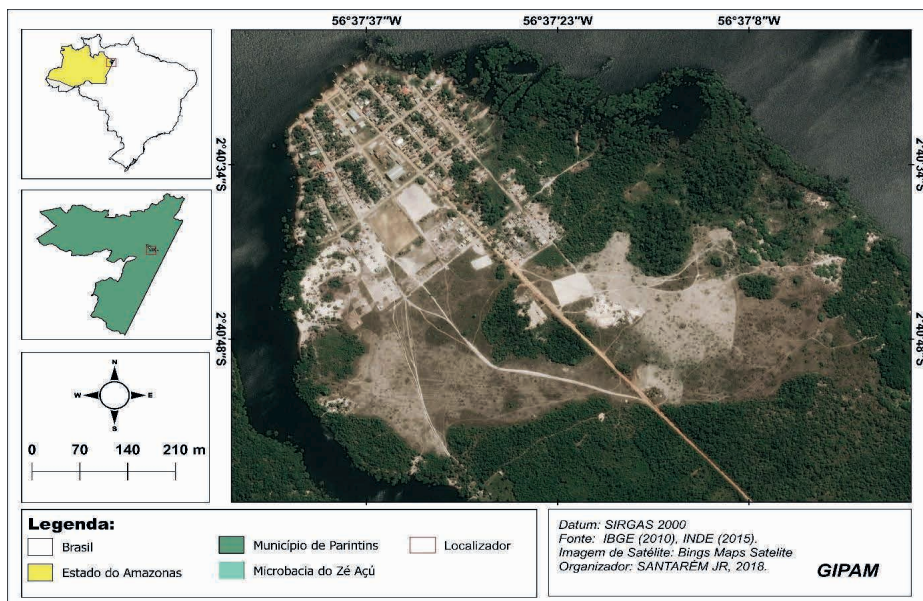 56°37'37"W 56°37'23"W 56°37'8"W
2°40'34"S 2°40'34"S
2°40'48"S 2°40'48"S
N
W E
S
0 70 140 210 m
Legenda:
Brasil
Estado do Amazonas
Município de Parintins
Microbacia do Zé Açú
Localizador
Datum: SIRGAS 2000
Fonte: IBGE (2010), INDE (2015).
Imagem de Satélite: Bings Maps Satelite
Organizador: SANTARÉM JR, 2018.
GIPAM